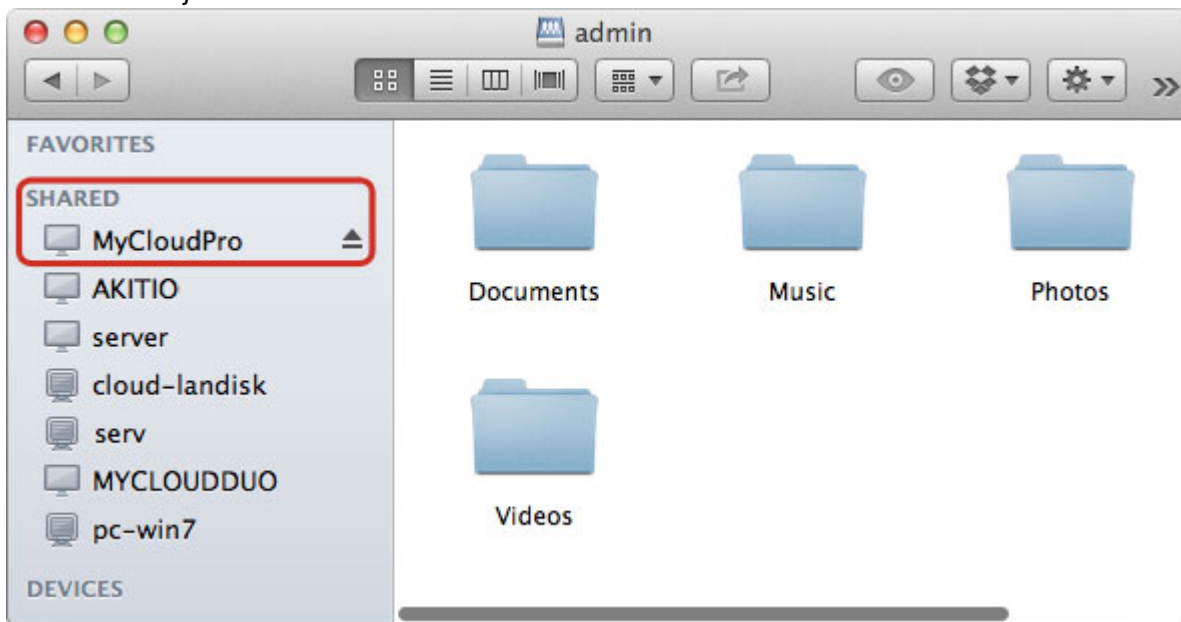 admin
FAVORITES
SHARED
MyCloudPro
AKITIO
server
cloud-landisk
serv
MYCLOUDDUO
pc-win7
DEVICES
Documents
Music
Photos
Videos